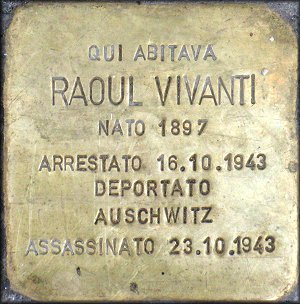 QUI ABITAVA
RAOUL VIVANTI
NATO 1897
ARRESTATO 16.10.1943
DEPORTATO
AUSCHWITZ
ASSASSINATO 23.10.1943